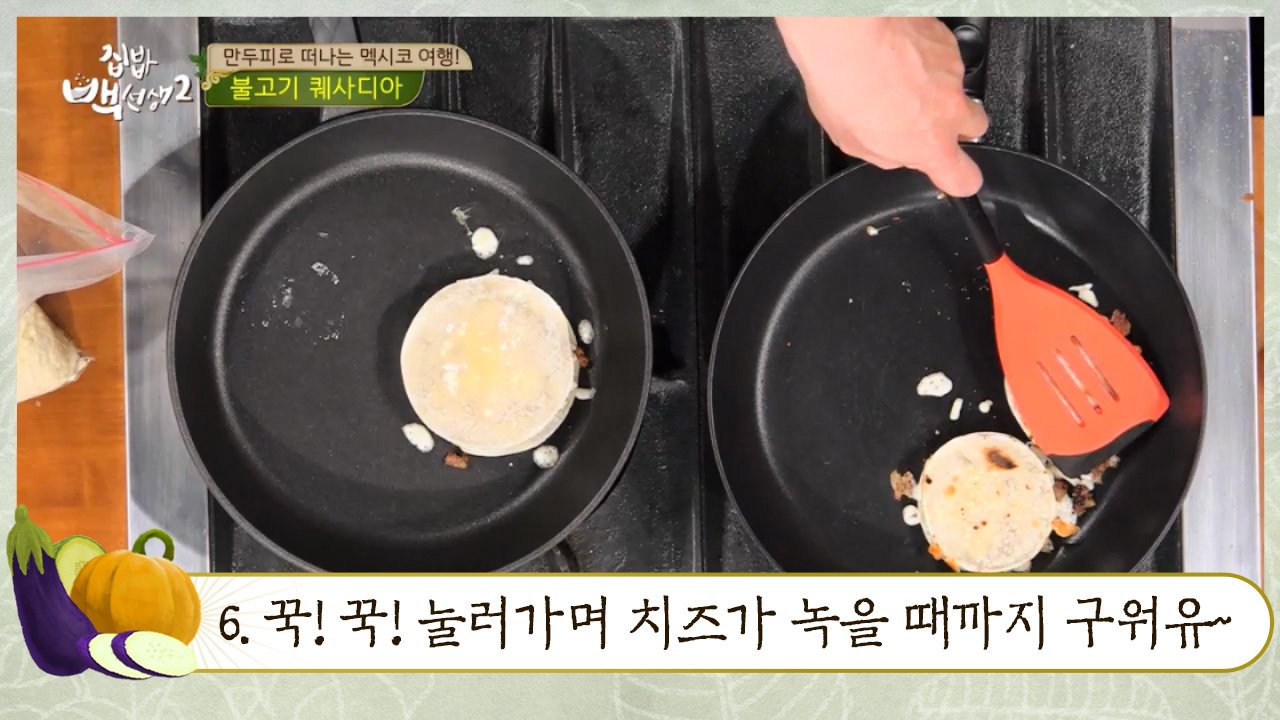 집밥
백선생2
만두피로 떠나는 멕시코 여행!
불고기 퀘사디아
6. 꾹! 꾹! 눌러가며 치즈가 녹을 때까지 구워유~